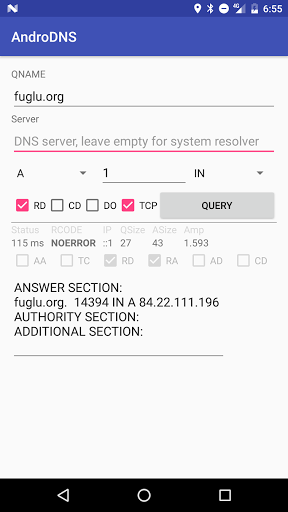 6:55
AndroDNS
QNAME
fuglu.org
Server
DNS server, leave empty for system resolver
A 1 IN
RD CD DO TCP QUERY
Status RCODE IP QSize ASize Amp
115 ms NOERROR ::1 27 43 1.593
AA TC RD RA AD CD
ANSWER SECTION:
fuglu.org. 14394 IN A 84.22.111.196
AUTHORITY SECTION:
ADDITIONAL SECTION: